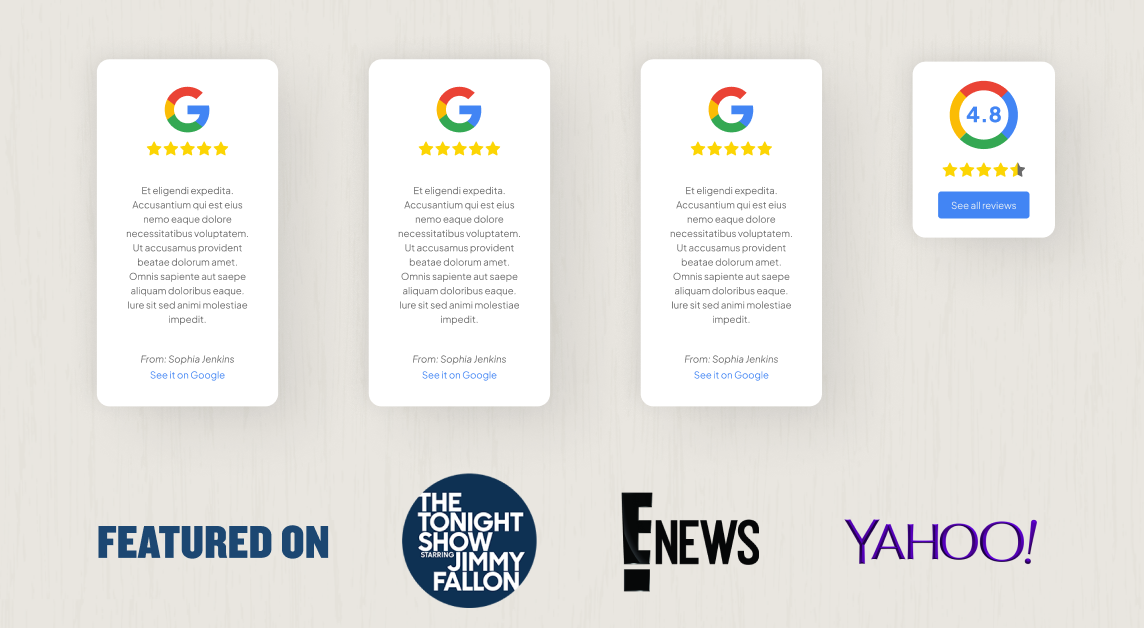 Et eligendi expedita.
Accusantium qui est eius
nemo eaque dolore
necessitatibus voluptatem.
Ut accusamus provident
beatae dolorum amet.
Omnis sapiente aut saepe
aliquam doloribus eaque.
Iure sit sed animi molestiae
impedit.
From: Sophia Jenkins
See it on Google
Et eligendi expedita.
Accusantium qui est eius
nemo eaque dolore
necessitatibus voluptatem.
Ut accusamus provident
beatae dolorum amet.
Omnis sapiente aut saepe
aliquam doloribus eaque.
Iure sit sed animi molestiae
impedit.
From: Sophia Jenkins
See it on Google
Et eligendi expedita.
Accusantium qui est eius
nemo eaque dolore
necessitatibus voluptatem.
Ut accusamus provident
beatae dolorum amet.
Omnis sapiente aut saepe
aliquam doloribus eaque.
Iure sit sed animi molestiae
impedit.
From: Sophia Jenkins
See it on Google
4.8
See all reviews
FEATURED ON
THE
TONIGHT
SHOW
STARRING
JIMMY
FALLON
E! NEWS
YAHOO!